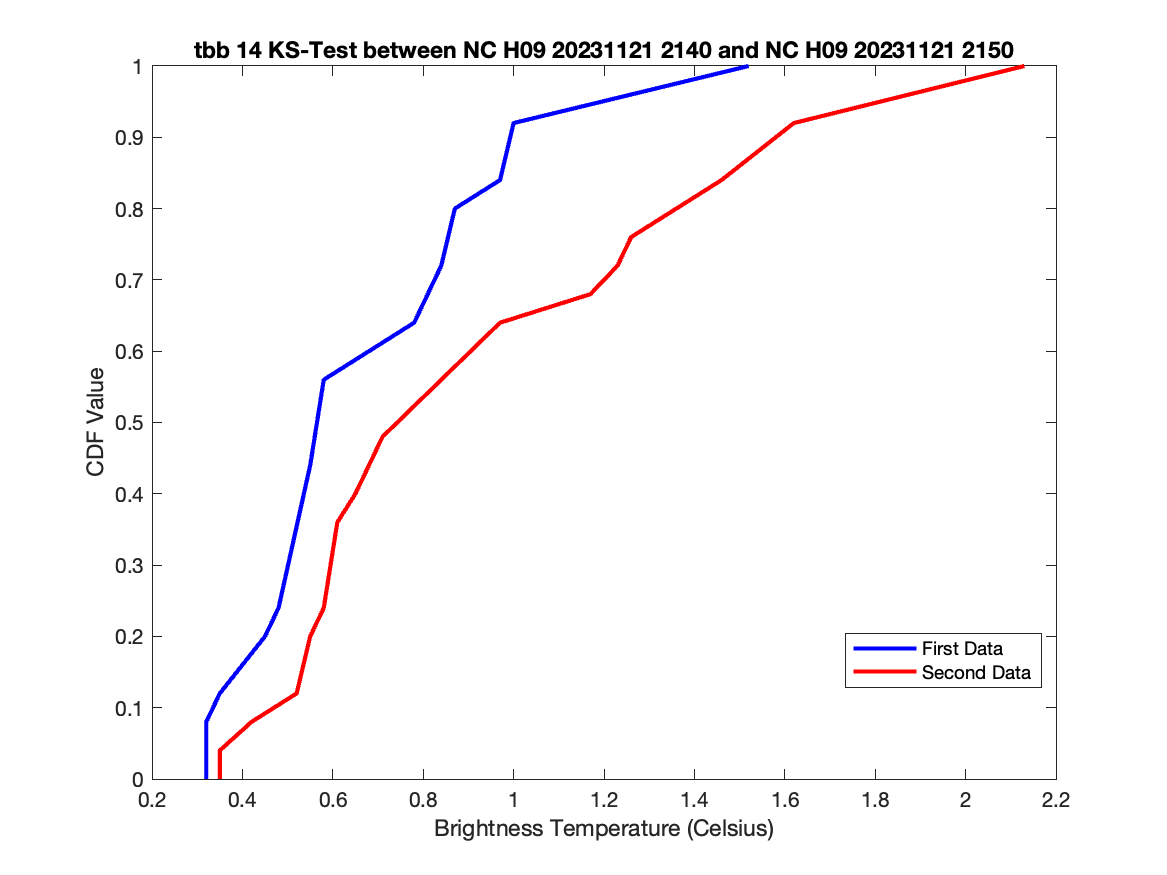 tbb 14 KS-Test between NC H09 20231121 2140 and NC H09 20231121 2150
1
0.9
0.8
0.7
0.6
0.5
0.4
0.3
0.2
0.1
0
CDF Value
First Data
Second Data
0.2 0.4 0.6 0.8 1 1.2 1.4 1.6 1.8 2 2.2
Brightness Temperature (Celsius)